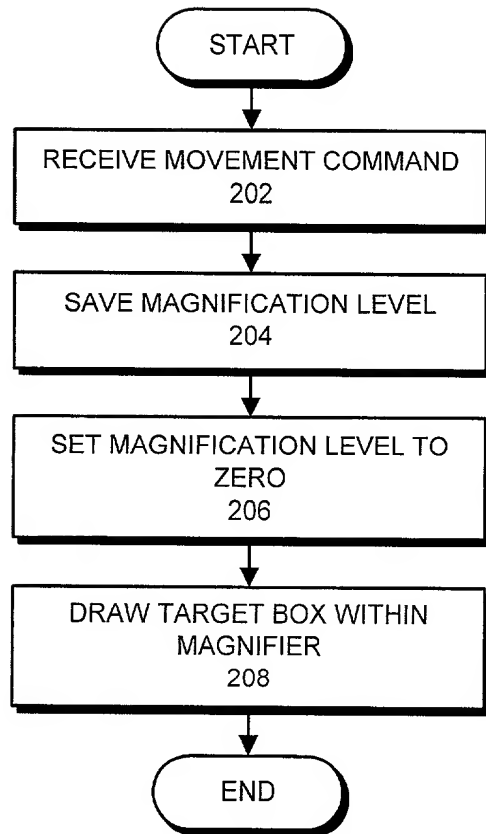 START
RECEIVE MOVEMENT COMMAND
202
SAVE MAGNIFICATION LEVEL
204
SET MAGNIFICATION LEVEL TO
ZERO
206
DRAW TARGET BOX WITHIN
MAGNIFIER
208
END